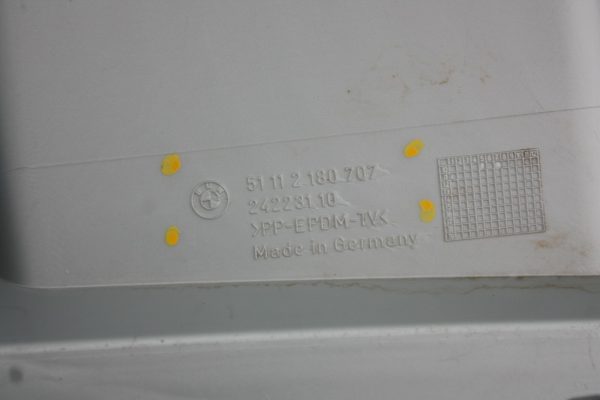 51 11 2 180 707
242231.10
>PP-EPDM-TV<
Made in Germany